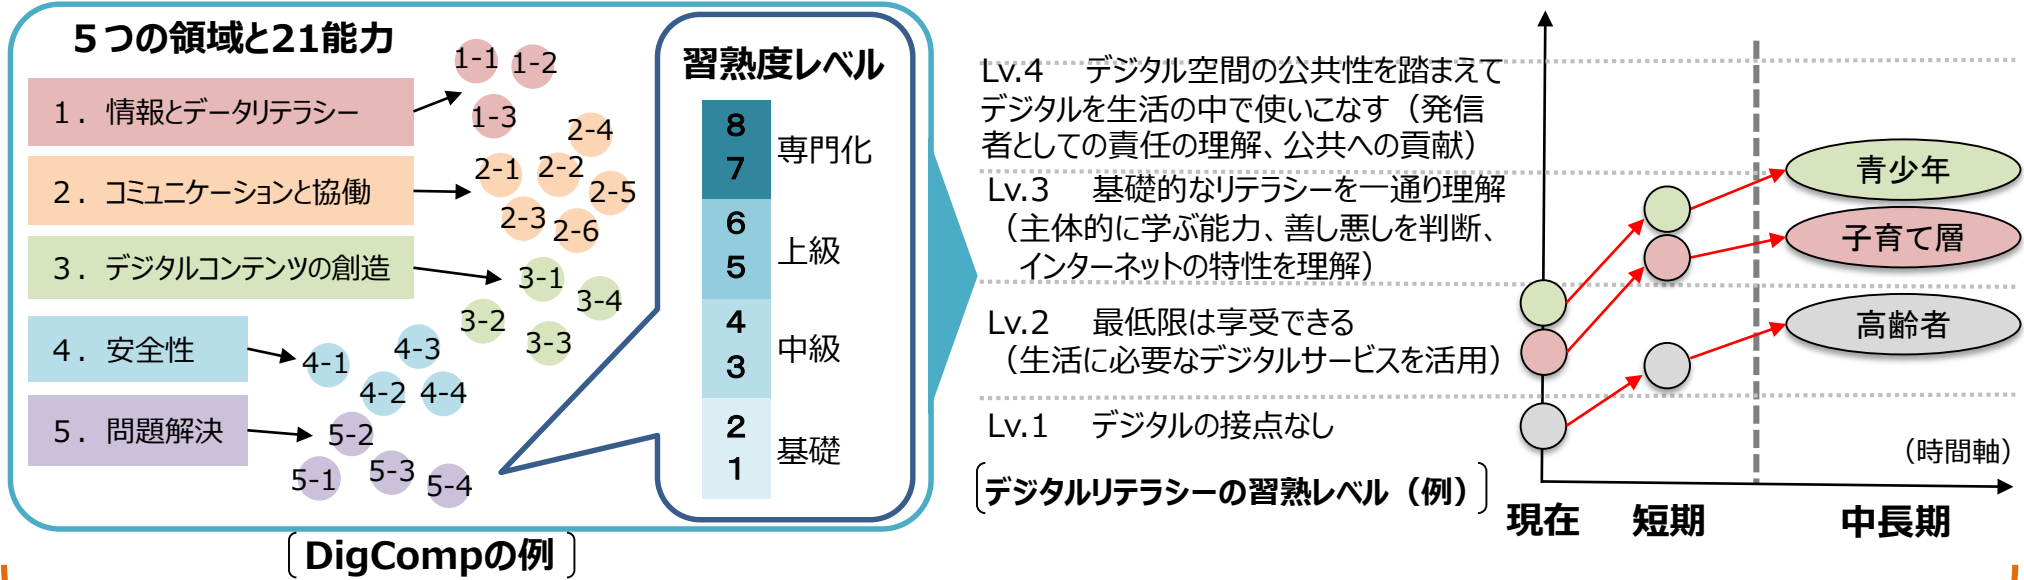 ５つの領域と21能力
１．情報とデータリテラシー
２．コミュニケーションと協働
３．デジタルコンテンツの創造
４．安全性
５．問題解決
1-1
1-2
1-3
2-4
2-1
2-2
2-5
2-3
2-6
3-1
3-4
3-2
3-3
4-1
4-3
4-2
4-4
5-2
5-1
5-3
5-4
習熟度レベル
8
7
専門化
6
5
上級
4
3
中級
2
1
基礎
DigCompの例
Lv.4　デジタル空間の公共性を踏まえて
デジタルを生活の中で使いこなす（発信
者としての責任の理解、公共への貢献）
Lv.3　基礎的なリテラシーを一通り理解
（主体的に学ぶ能力、善し悪しを判断、
インターネットの特性を理解）
Lv.2　最低限は享受できる
（生活に必要なデジタルサービスを活用）
Lv.1　デジタルの接点なし
デジタルリテラシーの習熟レベル（例）
青少年
子育て層
高齢者
（時間軸）
現在
短期
中長期